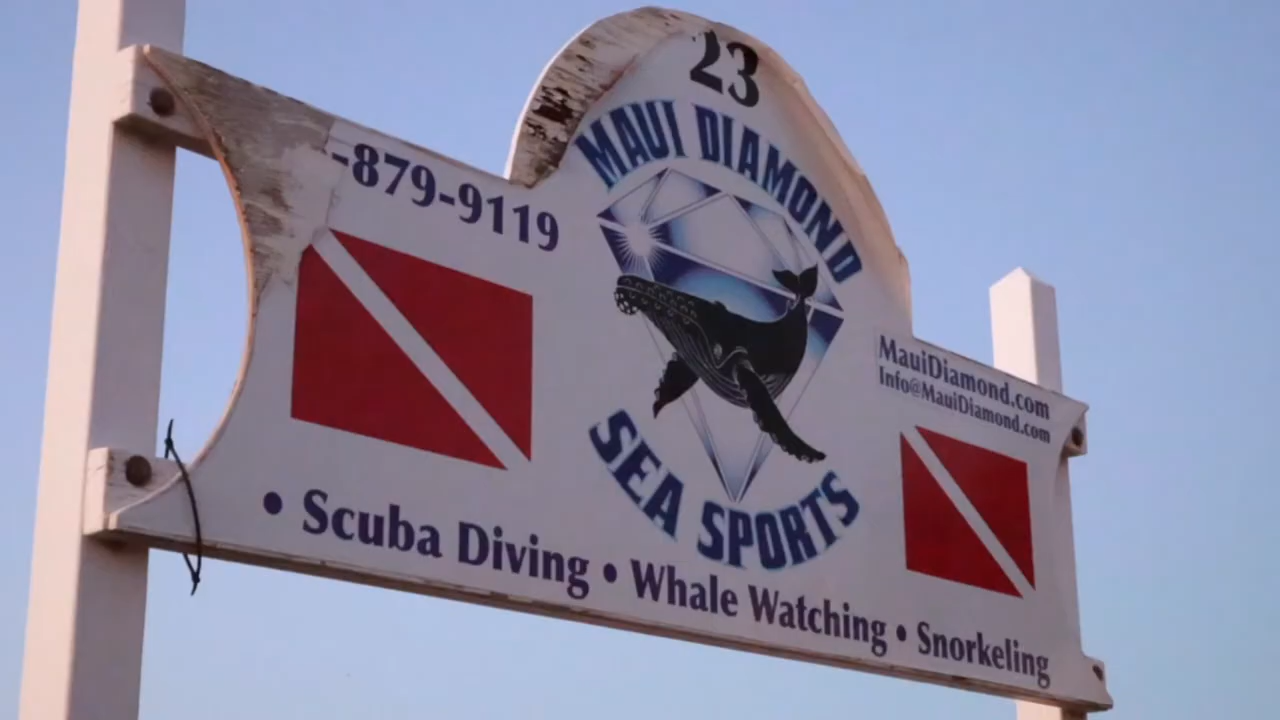 23
MAUI DIAMOND
-879-9119
MauiDiamond.com
Info@MauiDiamond.com
SEA SPORTS
• Scuba Diving • Whale Watching • Snorkeling